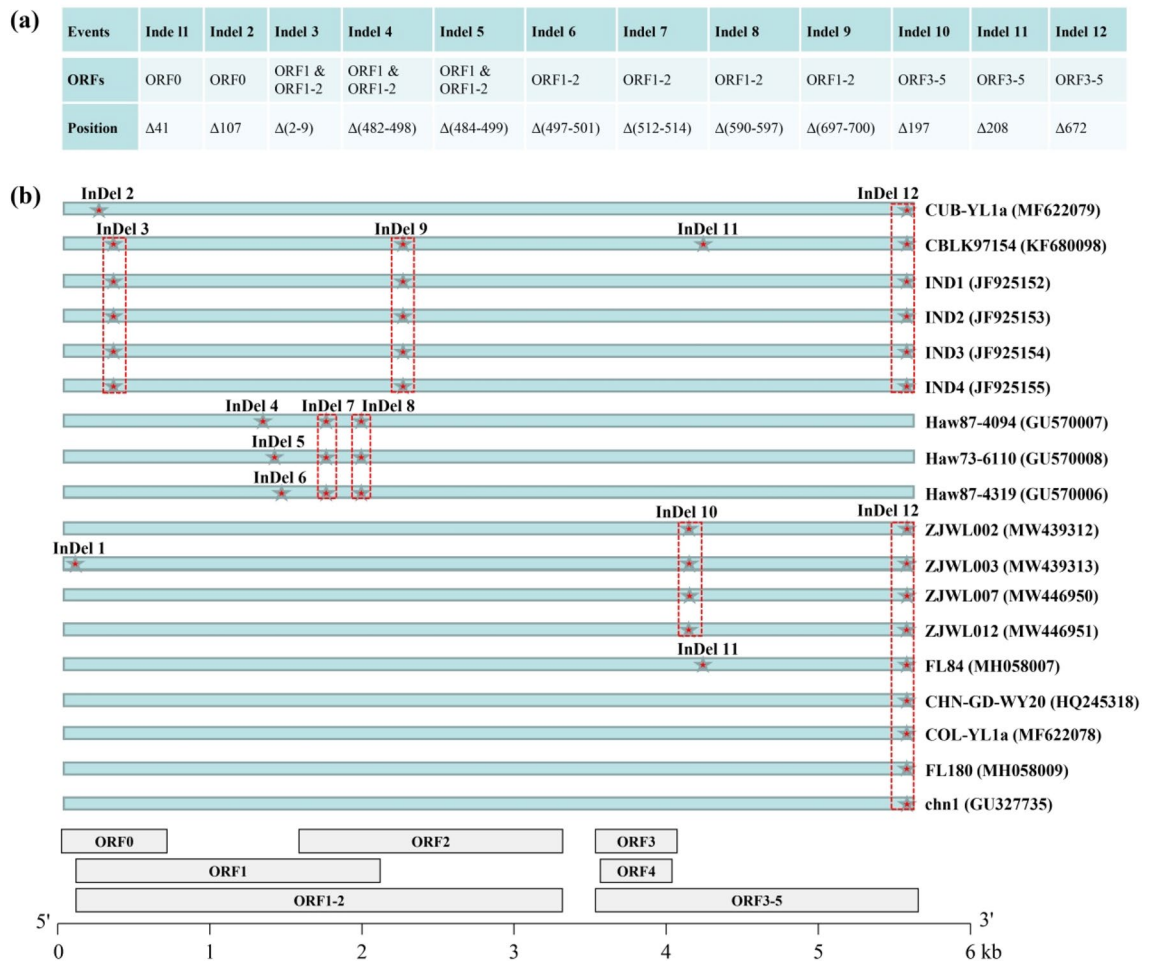 (a)
Events Inde l1 Indel 2 Indel 3 Indel 4 Indel 5 Indel 6 Indel 7 Indel 8 Indel 9 Indel 10 Indel 11 Indel 12
ORFs ORF0 ORF0 ORF1 & ORF1-2 ORF1 & ORF1-2 ORF1 & ORF1-2 ORF1-2 ORF1-2 ORF1-2 ORF1-2 ORF3-5 ORF3-5 ORF3-5
Position Δ41 Δ107 Δ(2-9) Δ(482-498) Δ(484-499) Δ(497-501) Δ(512-514) Δ(590-597) Δ(697-700) Δ197 Δ208 Δ672
(b)
InDel 2 InDel 12
CUB-YL1a (MF622079)
InDel 3 InDel 9 InDel 11
CBLK97154 (KF680098)
IND1 (JF925152)
IND2 (JF925153)
IND3 (JF925154)
IND4 (JF925155)
InDel 4 InDel 7 InDel 8
Haw87-4094 (GU570007)
InDel 5
Haw73-6110 (GU570008)
InDel 6
Haw87-4319 (GU570006)
InDel 10 InDel 12
ZJWL002 (MW439312)
InDel 1
ZJWL003 (MW439313)
ZJWL007 (MW446950)
ZJWL012 (MW446951)
InDel 11
FL84 (MH058007)
CHN-GD-WY20 (HQ245318)
COL-YL1a (MF622078)
FL180 (MH058009)
chn1 (GU327735)
ORF0 ORF2 ORF3
ORF1 ORF4
ORF1-2 ORF3-5
5' 3'
0 1 2 3 4 5 6 kb